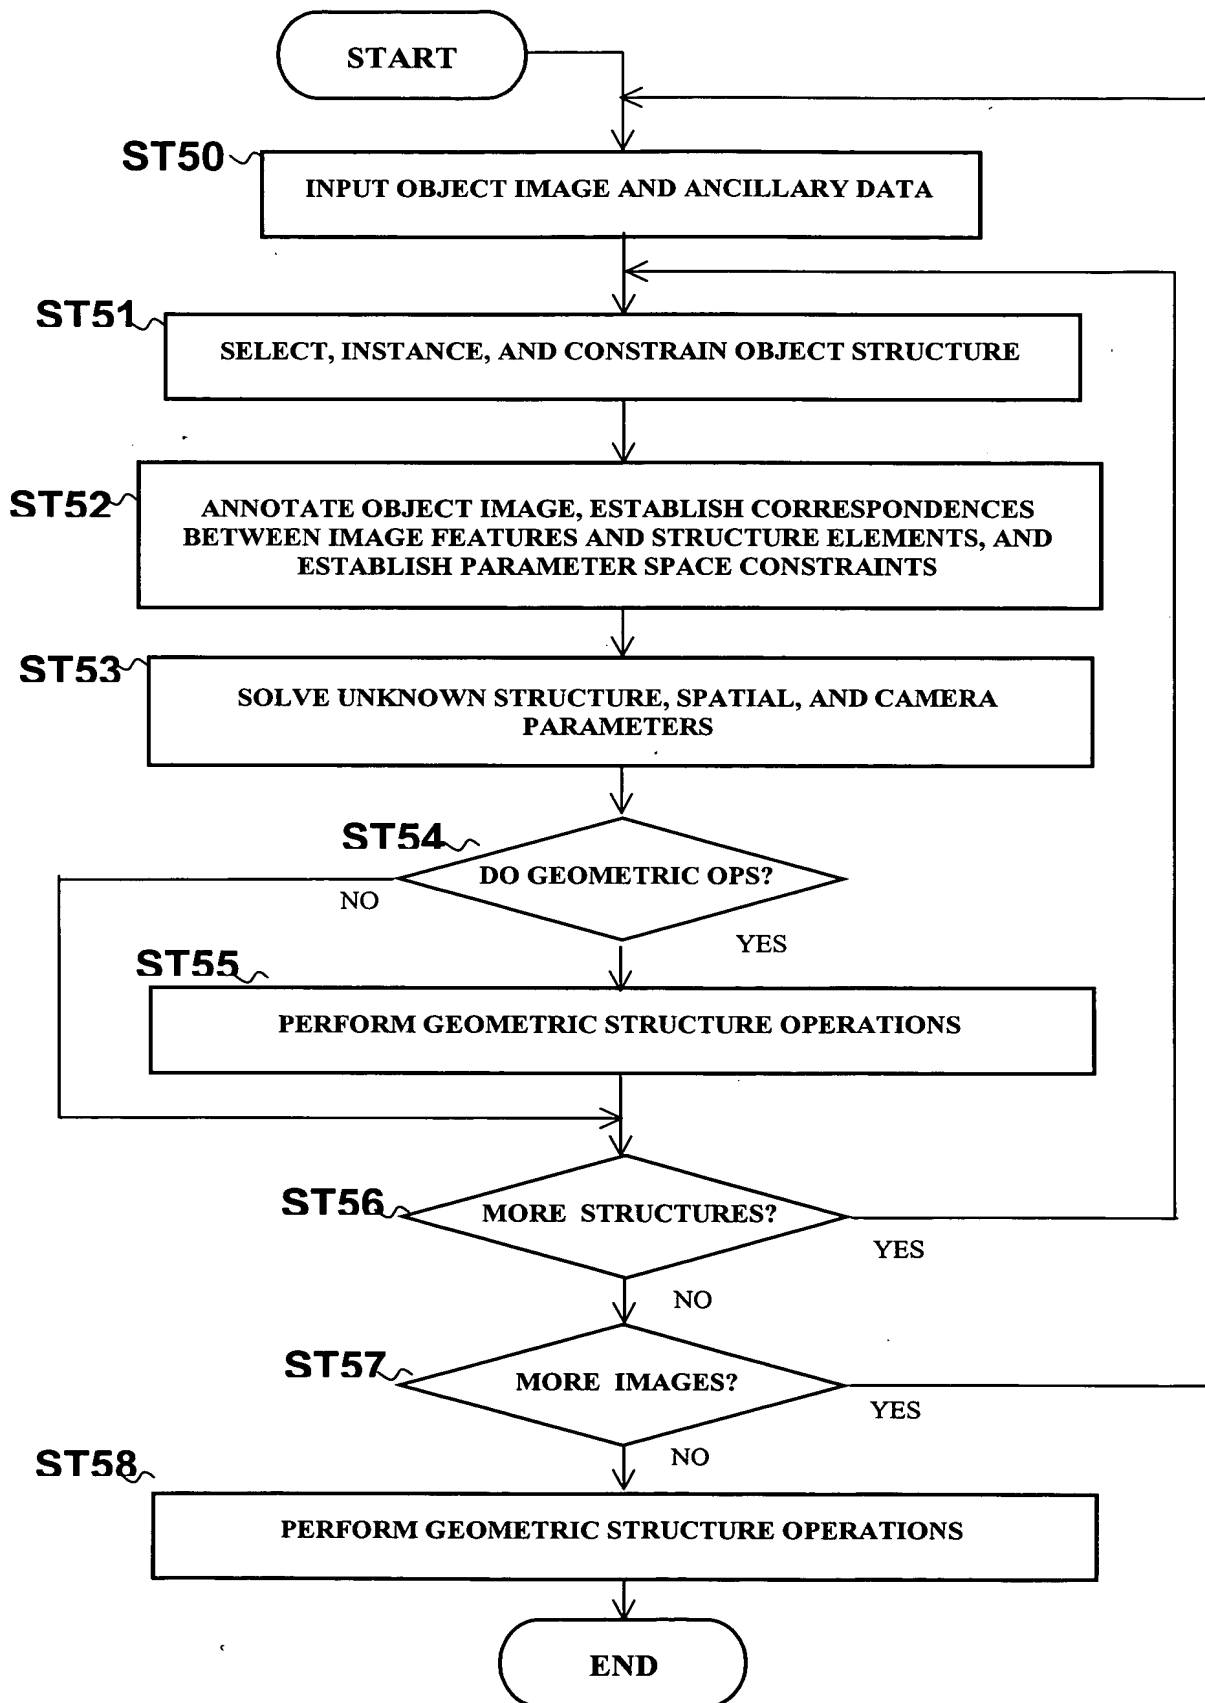 START
ST50
INPUT OBJECT IMAGE AND ANCILLARY DATA
ST51
SELECT, INSTANCE, AND CONSTRAIN OBJECT STRUCTURE
ST52
ANNOTATE OBJECT IMAGE, ESTABLISH CORRESPONDENCES
BETWEEN IMAGE FEATURES AND STRUCTURE ELEMENTS, AND
ESTABLISH PARAMETER SPACE CONSTRAINTS
ST53
SOLVE UNKNOWN STRUCTURE, SPATIAL, AND CAMERA
PARAMETERS
ST54
DO GEOMETRIC OPS?
NO
YES
ST55
PERFORM GEOMETRIC STRUCTURE OPERATIONS
ST56
MORE STRUCTURES?
YES
NO
ST57
MORE IMAGES?
YES
NO
ST58
PERFORM GEOMETRIC STRUCTURE OPERATIONS
END